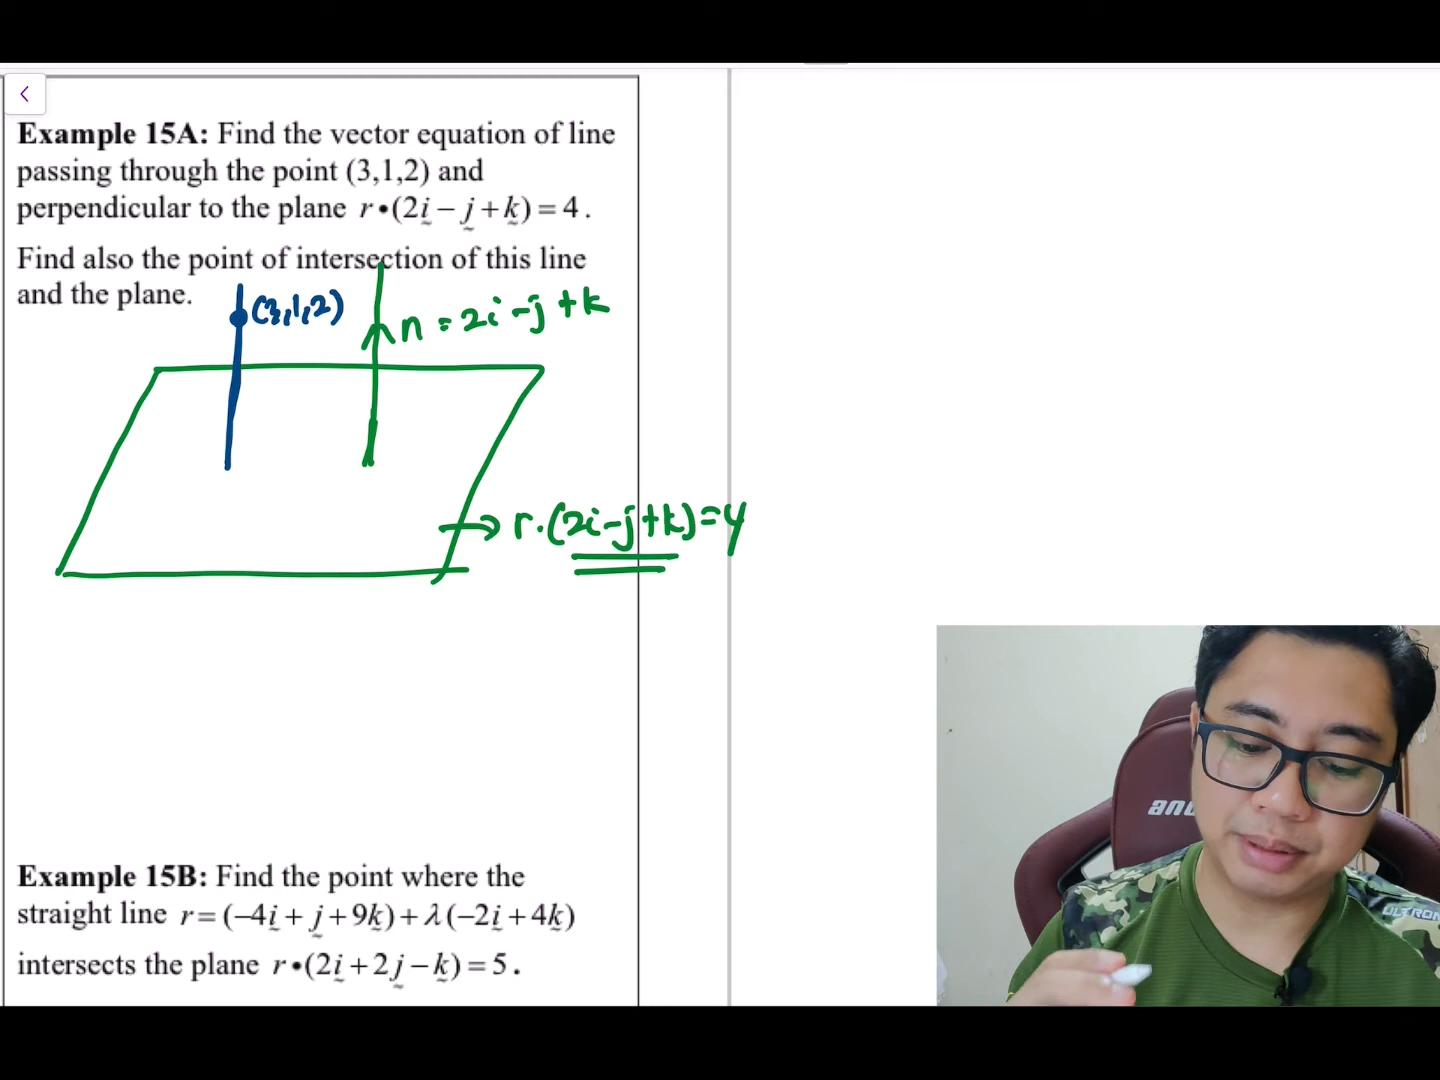 Example 15A: Find the vector equation of line
passing through the point (3,1,2) and
perpendicular to the plane r•(2i − j + k) = 4 .
Find also the point of intersection of this line
and the plane.
(3,1,2)
n = 2i - j + k
r.(2i-j+k)=4
Example 15B: Find the point where the
straight line r = (−4i + j + 9k) + λ(−2i + 4k)
intersects the plane r•(2i + 2j − k) = 5 .
ULTRON